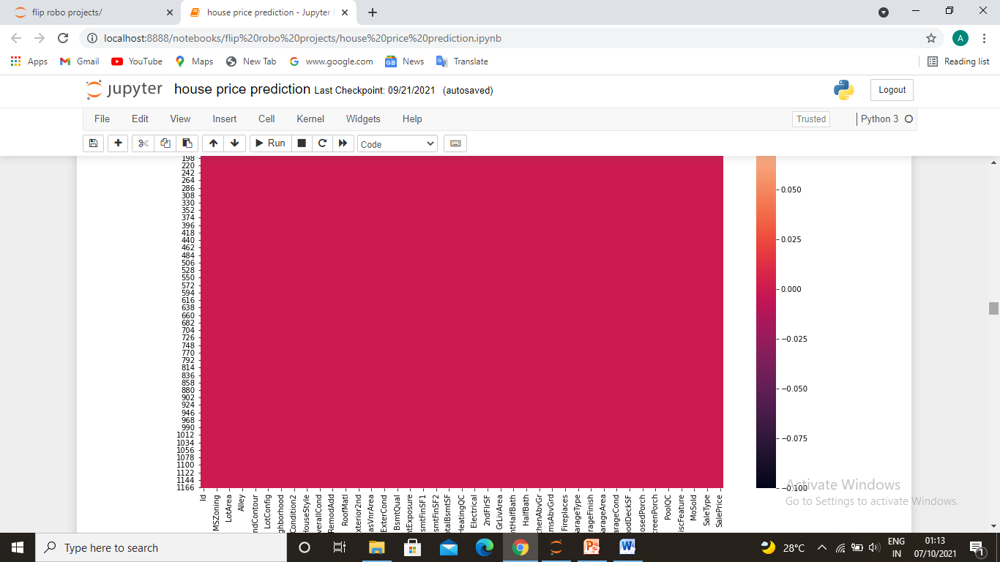 flip robo projects/
house price prediction - Jupyter
localhost:8888/notebooks/flip%20robo%20projects/house%20price%20prediction.ipynb
A
Apps
Gmail
YouTube
Maps
New Tab
www.google.com
News
Translate
Reading list
jupyter
house price prediction Last Checkpoint: 09/21/2021 (autosaved)
Logout
File
Edit
View
Insert
Cell
Kernel
Widgets
Help
Trusted
Python 3
Run
Code
198
220
242
264
286
308
330
352
374
396
418
440
462
484
506
528
550
572
594
616
638
660
682
704
726
748
770
792
814
836
858
880
902
924
946
968
990
1012
1034
1056
1078
1100
1122
1144
1166
0.050
0.025
0.000
−0.025
−0.050
−0.075
−0.100
Id
MSZoning
LotArea
Alley
ndContour
LotConfig
ghborhood
Condition2
HouseStyle
verallCond
RemodAdd
RoofMatl
xterior2nd
asVnrArea
ExterCond
BsmtQual
ntExposure
smtFinSF1
smtFinSF2
talBsmtSF
HeatingQC
Electrical
2ndFlrSF
GrLivArea
ntHalfBath
HalfBath
chenAbvGr
msAbvGrd
Fireplaces
arageType
rageFinish
arageArea
arageCond
oodDeckSF
osedPorch
reenPorch
PoolQC
iscFeature
MoSold
SaleType
SalePrice
Activate Windows
Go to Settings to activate Windows.
Type here to search
28°C
ENG
IN
01:13
07/10/2021
1